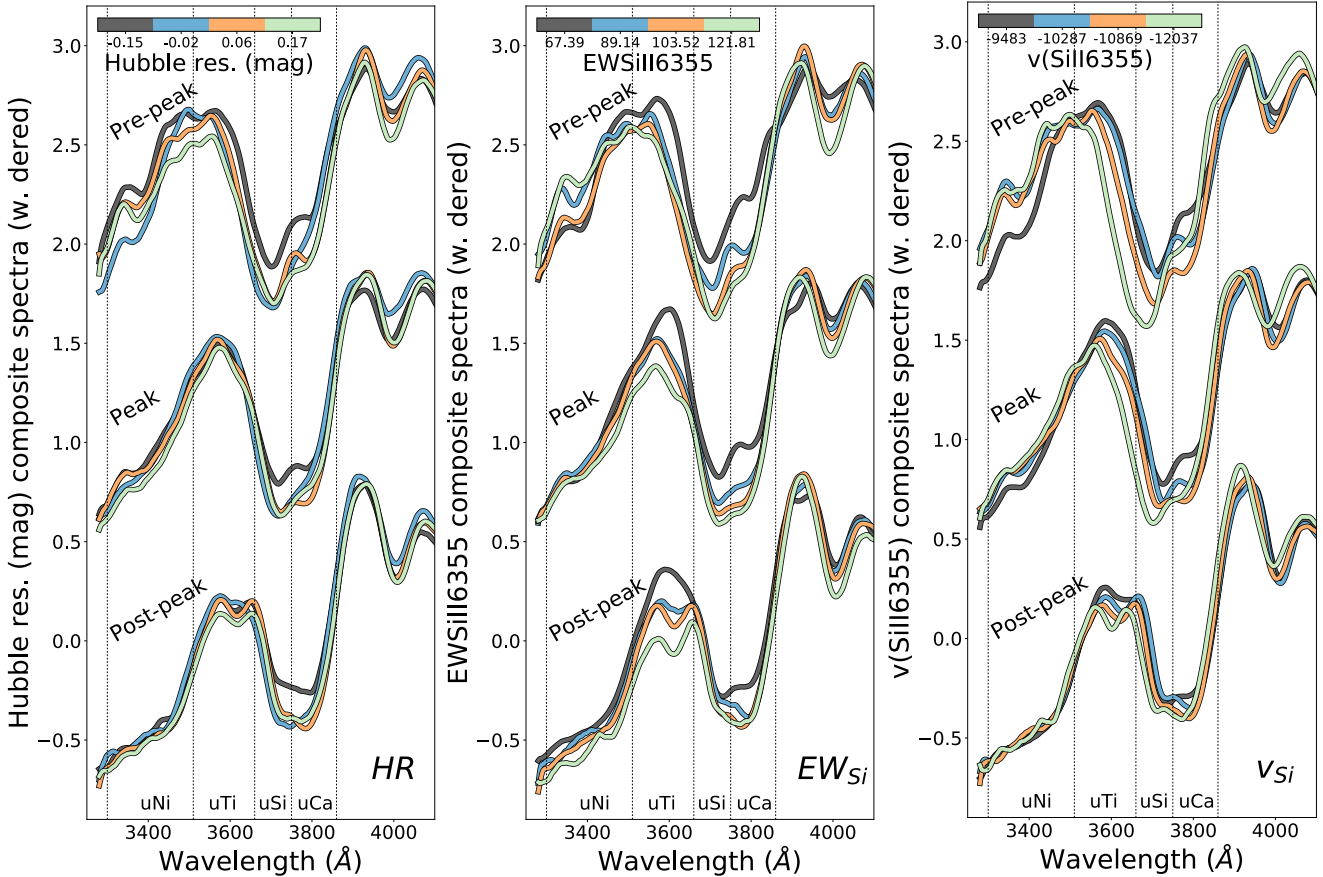 Hubble res. (mag) composite spectra (w. dered)
-0.15 -0.02 0.06 0.17
Hubble res. (mag)
3.0
2.5
2.0
1.5
1.0
0.5
0.0
−0.5
Pre-peak
Peak
Post-peak
HR
uNi uTi uSi uCa
3400 3600 3800 4000
Wavelength (Å)
EWSiII6355 composite spectra (w. dered)
67.39 89.14 103.52 121.81
EWSiII6355
3.0
2.5
2.0
1.5
1.0
0.5
0.0
−0.5
Pre-peak
Peak
Post-peak
EWSi
uNi uTi uSi uCa
3400 3600 3800 4000
Wavelength (Å)
v(SiII6355) composite spectra (w. dered)
-9483 -10287 -10869 -12037
v(SiII6355)
3.0
2.5
2.0
1.5
1.0
0.5
0.0
−0.5
Pre-peak
Peak
Post-peak
vSi
uNi uTi uSi uCa
3400 3600 3800 4000
Wavelength (Å)